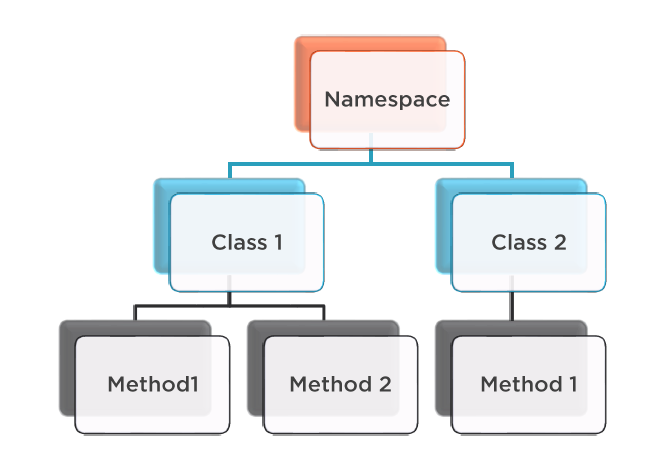 Namespace
Class 1
Class 2
Method1
Method 2
Method 1